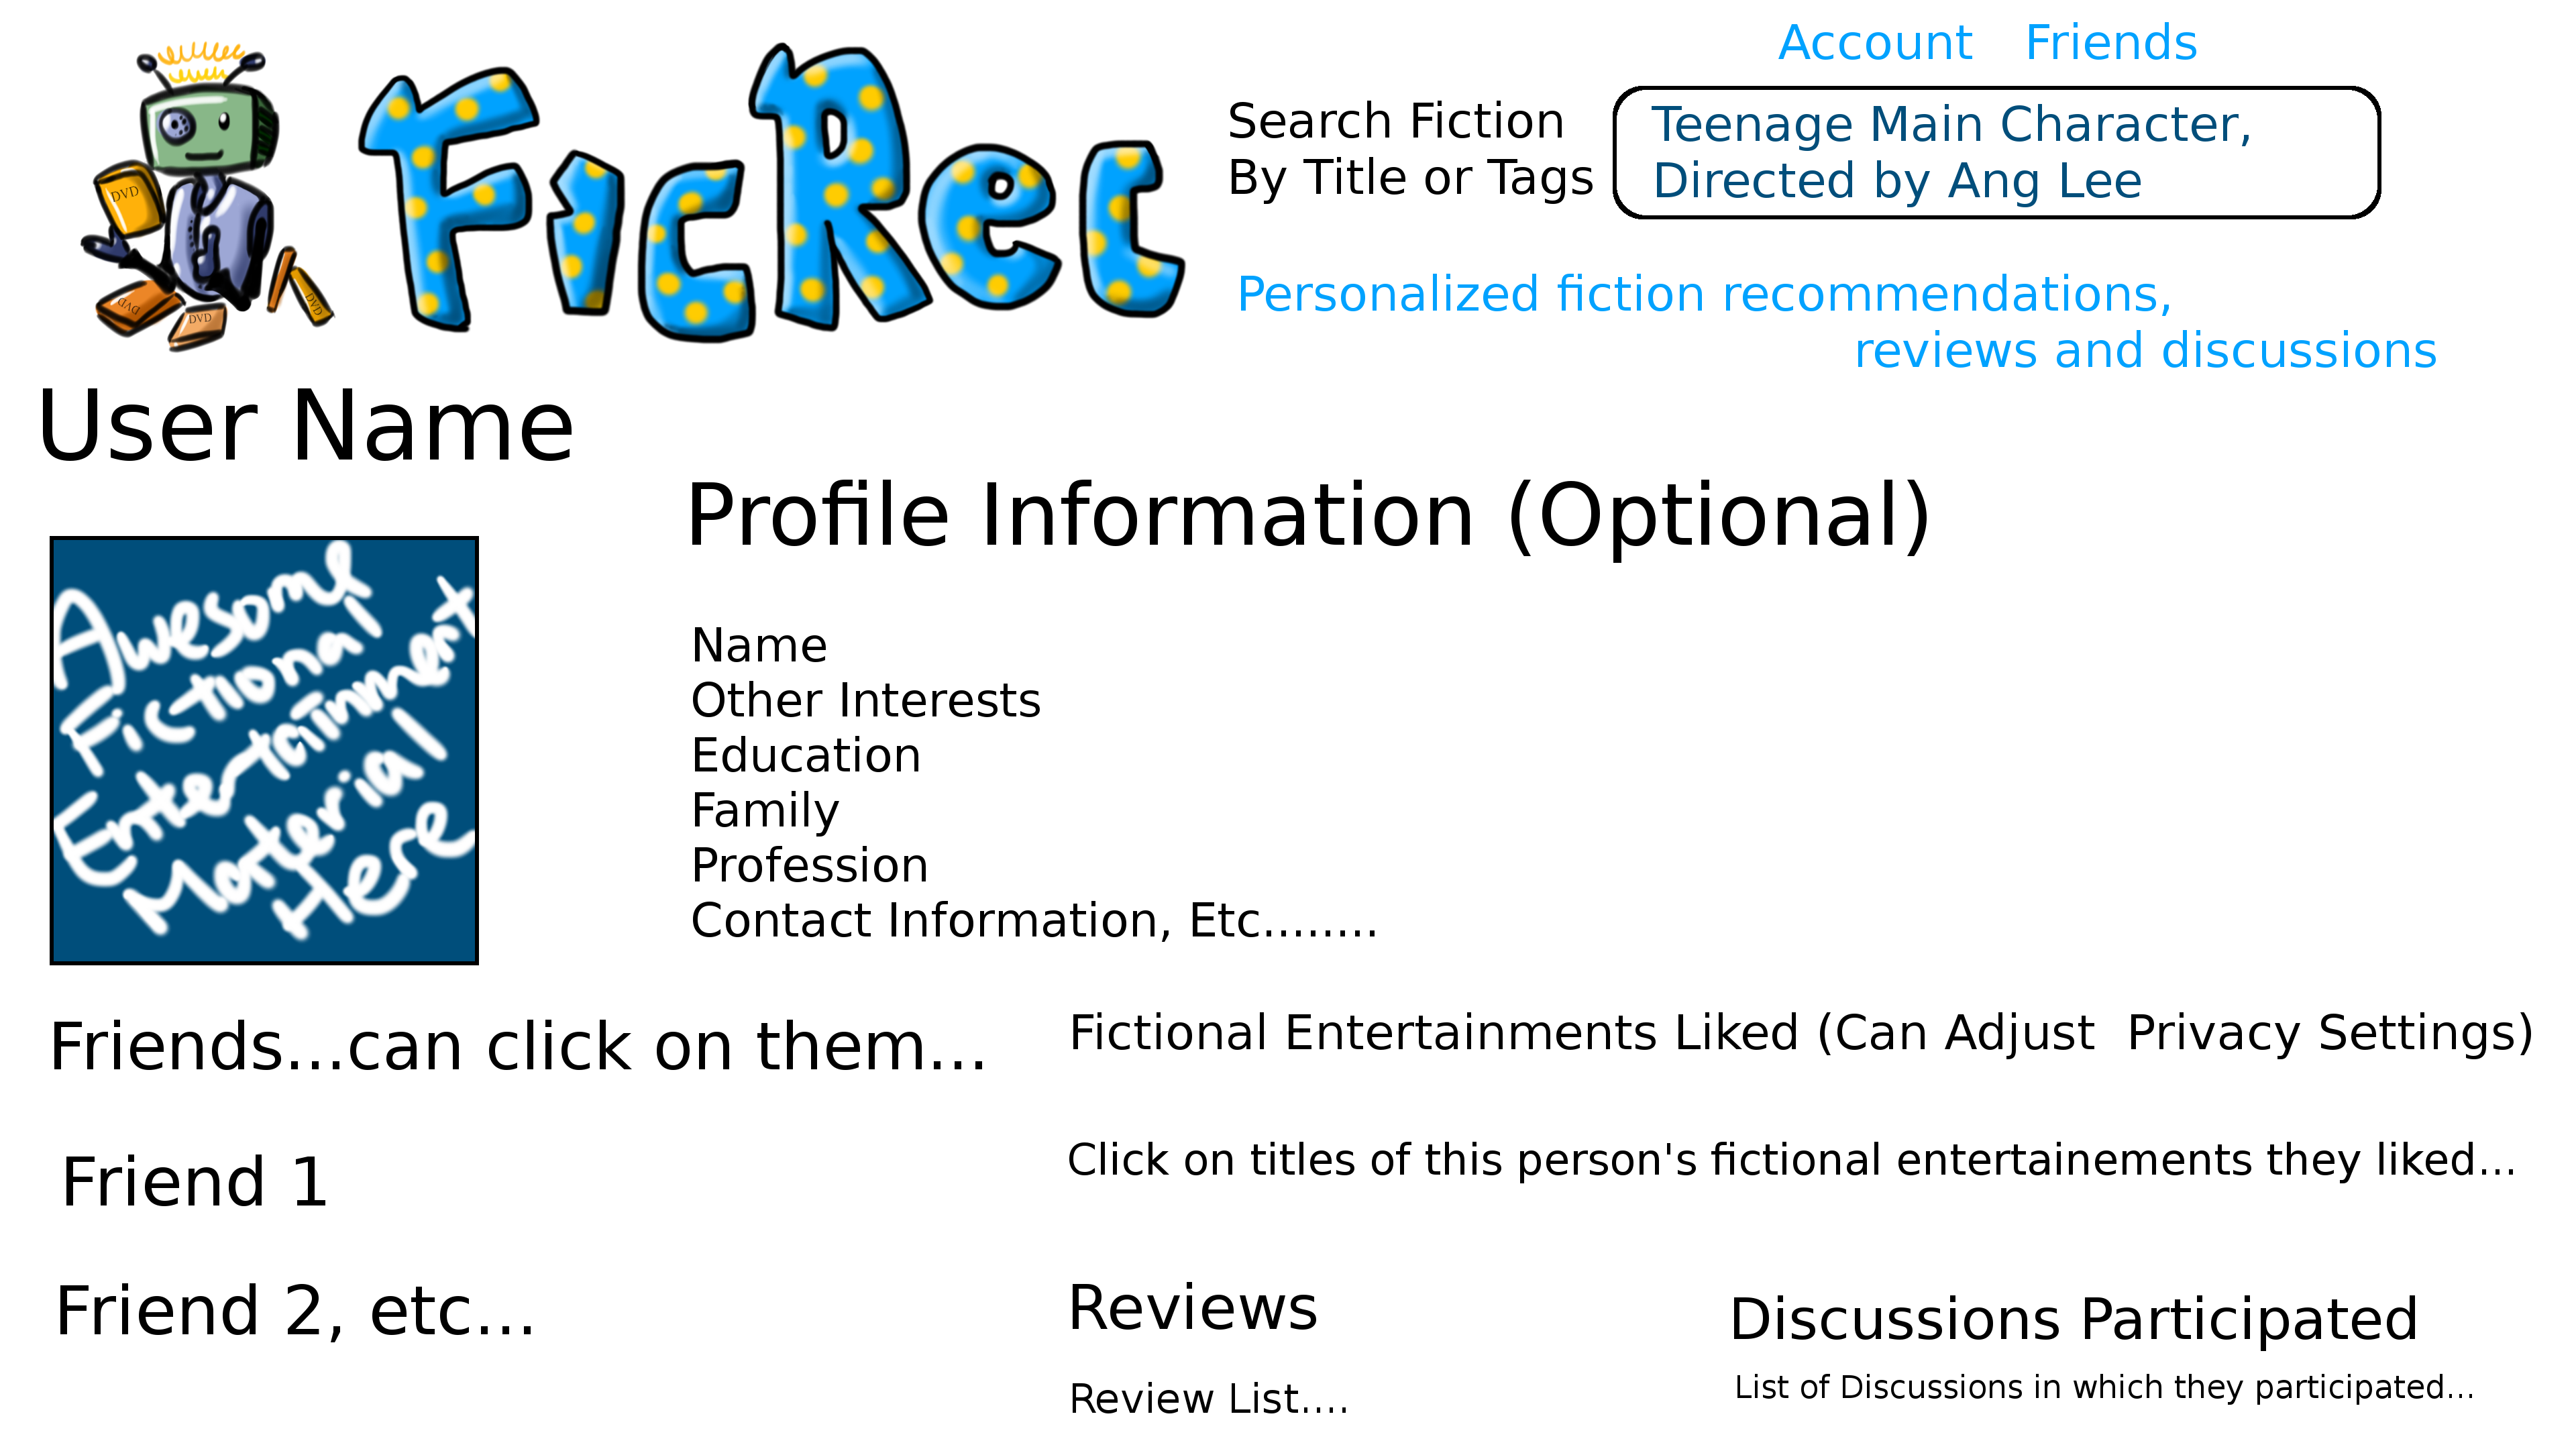 Account Friends
FicRec
Search Fiction
By Title or Tags
Teenage Main Character,
Directed by Ang Lee
DVD
DVD
DVD
DVD
Personalized fiction recommendations,
reviews and discussions
User Name
Profile Information (Optional)
Awesome
Fictional
Entertainment
Material
Here
Name
Other Interests
Education
Family
Profession
Contact Information, Etc........
Friends...can click on them...
Fictional Entertainments Liked (Can Adjust  Privacy Settings)
Friend 1
Click on titles of this person's fictional entertainements they liked...
Friend 2, etc...
Reviews
Review List....
Discussions Participated
List of Discussions in which they participated...